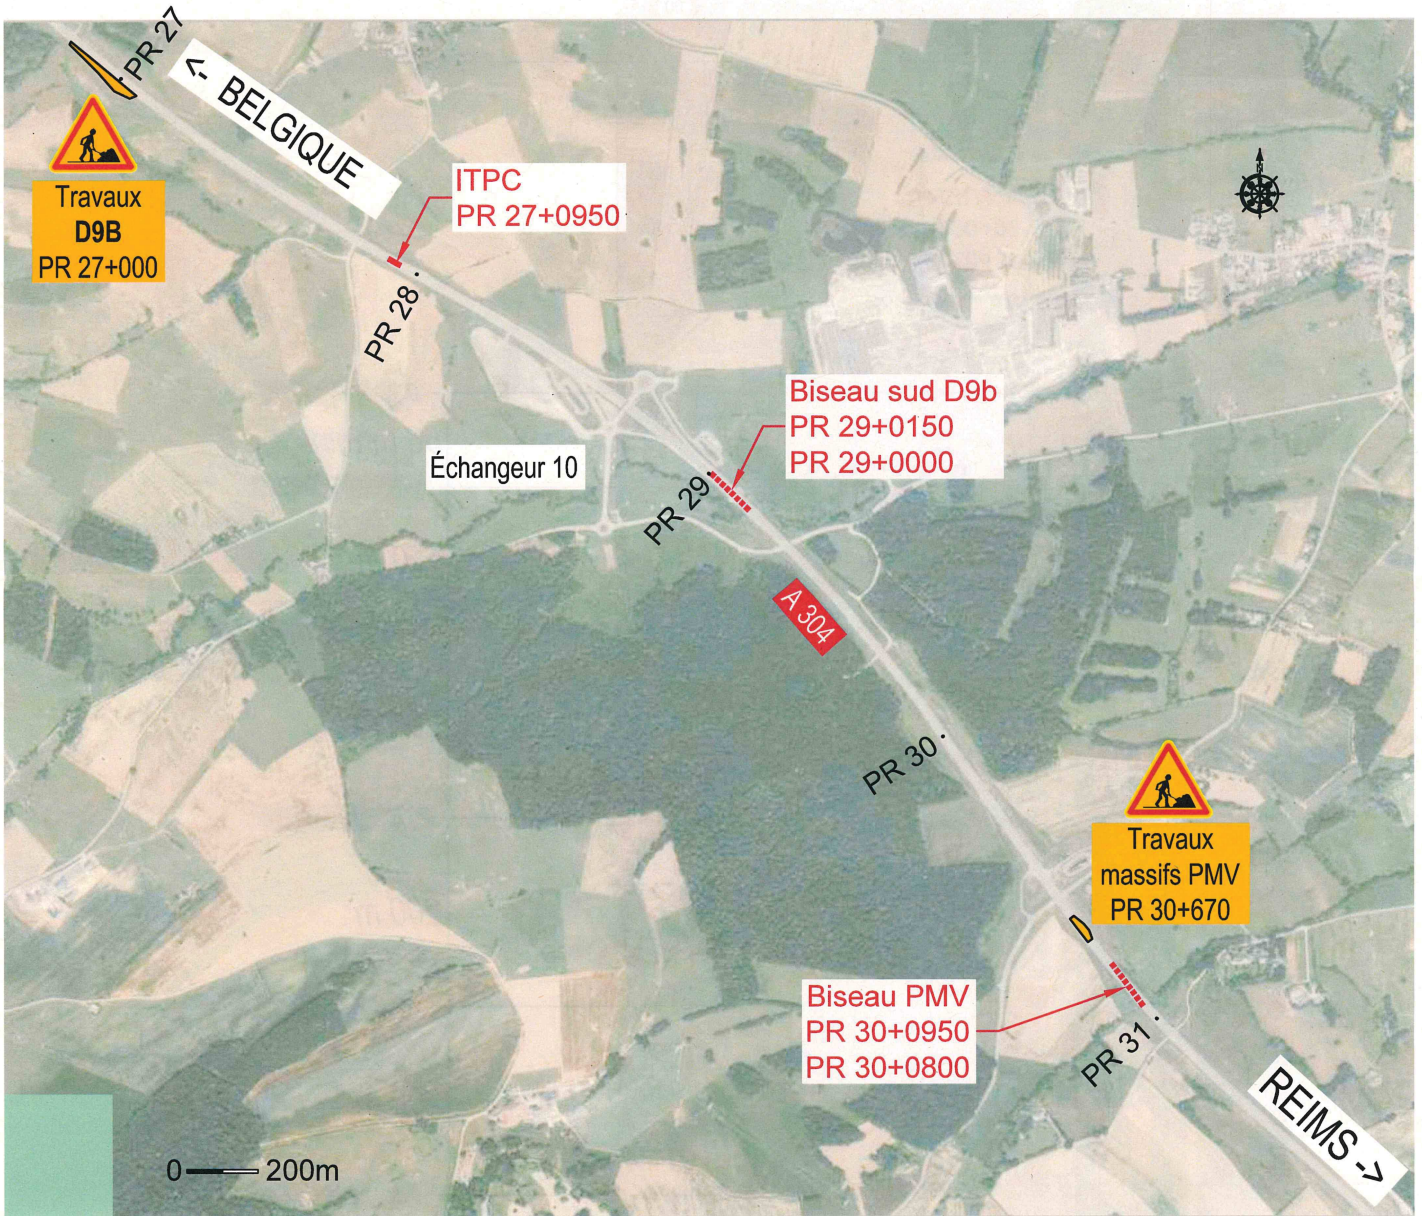 PR 27
<- BELGIQUE
Travaux
D9B
PR 27+000
ITPC
PR 27+0950
N
PR 28
Biseau sud D9b
PR 29+0150
PR 29+0000
Échangeur 10
PR 29
A 304
PR 30
Travaux
massifs PMV
PR 30+670
Biseau PMV
PR 30+0950
PR 30+0800
PR 31
REIMS ->
0 200m